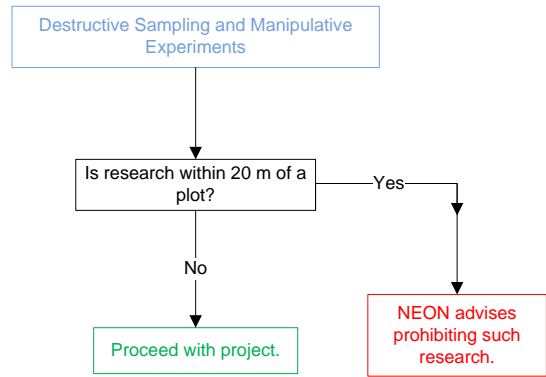 Destructive Sampling and Manipulative
Experiments
Is research within 20 m of a
plot?
Yes
No
NEON advises
prohibiting such
research.
Proceed with project.